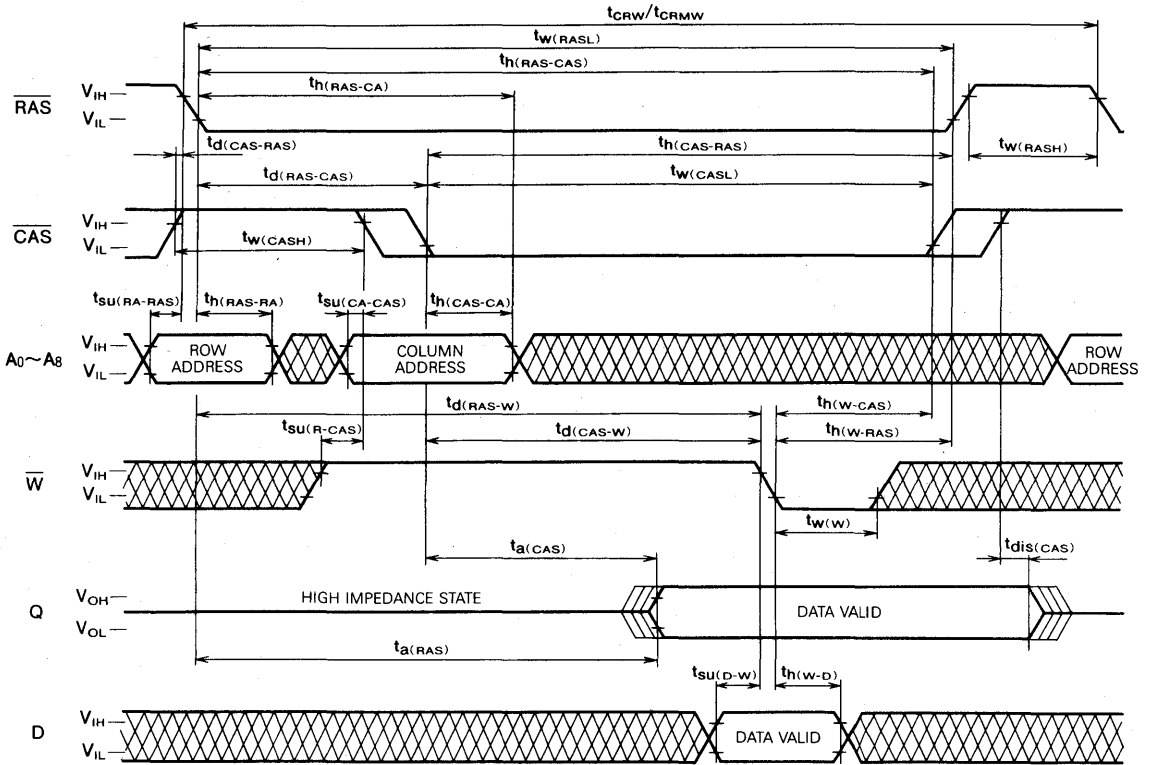 tCRW/tCRMW
tw(RASL)
th(RAS-CAS)
th(RAS-CA)
RAS
VIH
VIL
td(CAS-RAS)
th(CAS-RAS)
tw(RASH)
td(RAS-CAS)
tw(CASL)
CAS
VIH
VIL
tw(CASH)
tsu(RA-RAS)
th(RAS-RA)
tsu(CA-CAS)
th(CAS-CA)
A0~A8
VIH
VIL
ROW
ADDRESS
COLUMN
ADDRESS
ROW
ADDRESS
td(RAS-W)
th(W-CAS)
tsu(R-CAS)
td(CAS-W)
th(W-RAS)
W
VIH
VIL
tw(W)
ta(CAS)
tdis(CAS)
Q
VOH
VOL
HIGH IMPEDANCE STATE
DATA VALID
ta(RAS)
tsu(D-W)
th(W-D)
D
VIH
VIL
DATA VALID